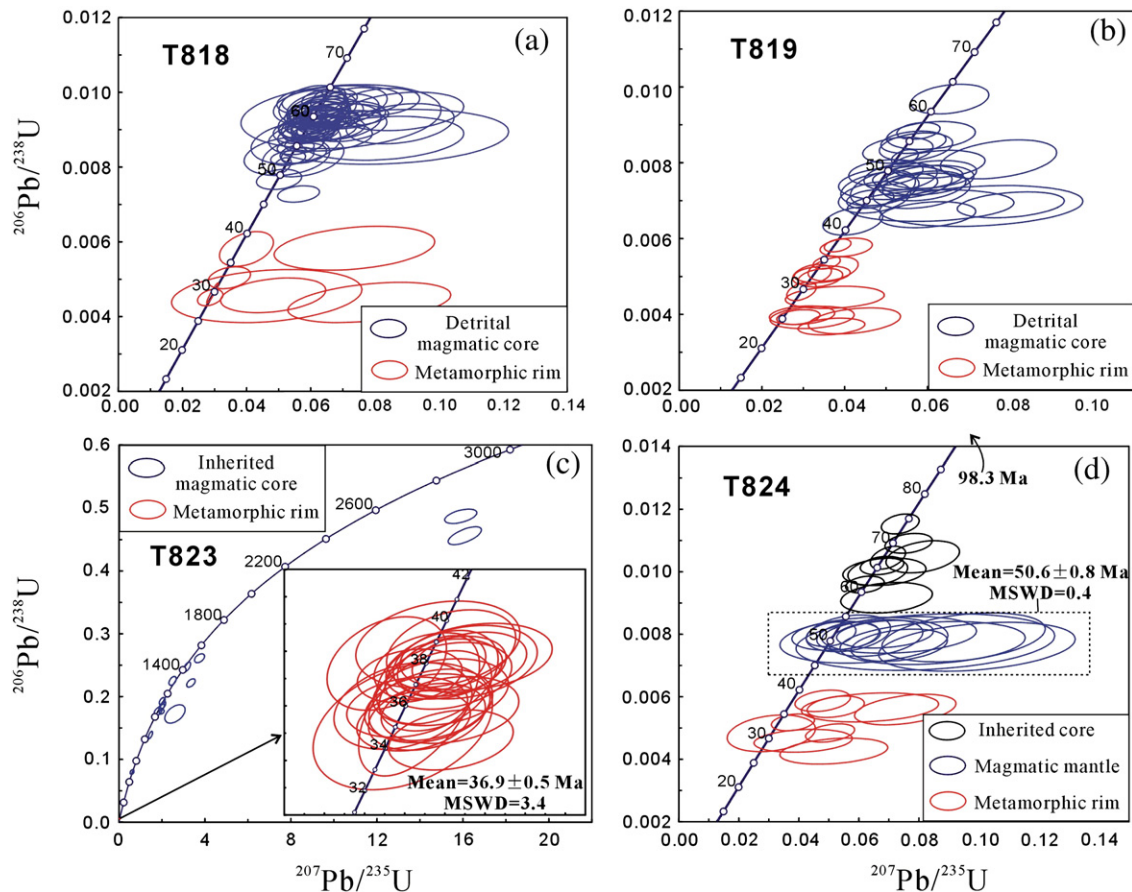 0.012
0.010
0.008
0.006
0.004
0.002
0.00
0.02
0.04
0.06
0.08
0.10
0.12
0.14
T818
(a)
70
60
50
40
30
20
Detrital
magmatic core
Metamorphic rim
206Pb/238U
0.012
0.010
0.008
0.006
0.004
0.002
0.00
0.02
0.04
0.06
0.08
0.10
T819
(b)
70
60
50
40
30
20
Detrital
magmatic core
Metamorphic rim
0.6
0.5
0.4
0.3
0.2
0.1
0.0
0
4
8
12
16
20
Inherited
magmatic core
Metamorphic rim
T823
(c)
3000
2600
2200
1800
1400
42
40
38
36
34
32
Mean=36.9±0.5 Ma
MSWD=3.4
206Pb/238U
207Pb/235U
0.014
0.012
0.010
0.008
0.006
0.004
0.002
0.00
0.02
0.04
0.06
0.08
0.10
0.12
0.14
T824
(d)
98.3 Ma
80
70
50
40
30
20
Mean=50.6±0.8 Ma
MSWD=0.4
Inherited core
Magmatic mantle
Metamorphic rim
207Pb/235U